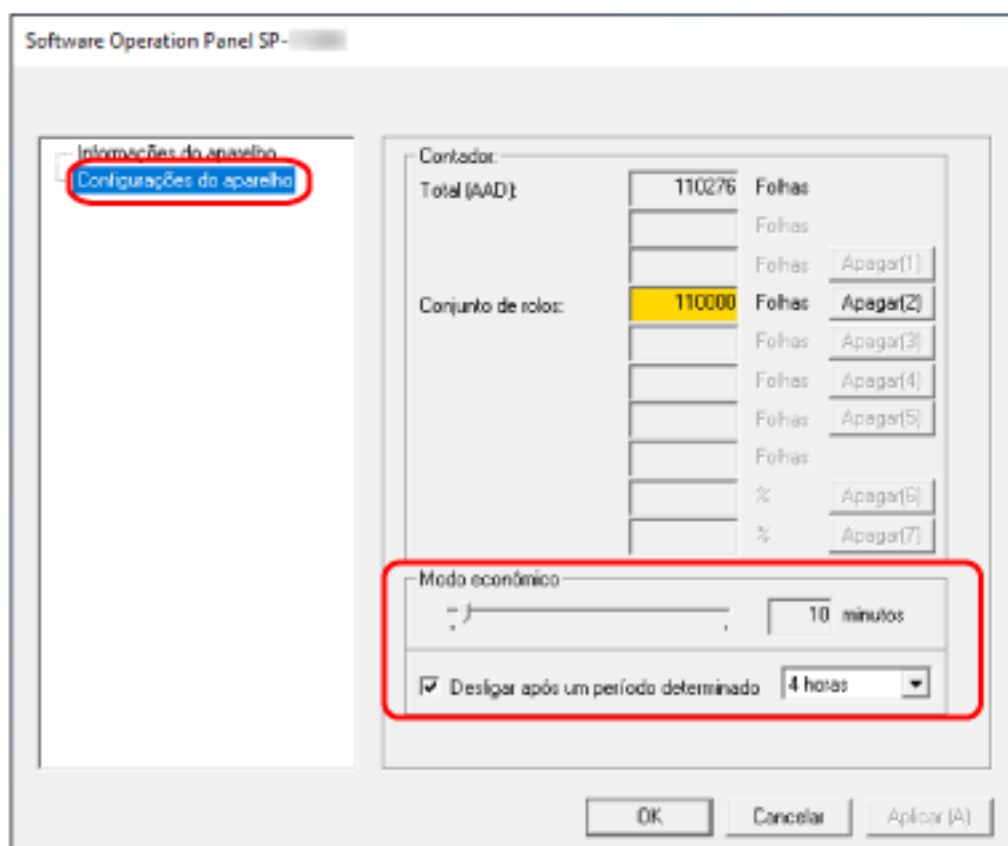 Software Operation Panel SP-
Informações do aparelho
Configurações do aparelho
Contador:
Total (AAD): 110276 Folhas
Folhas
Folhas Apagar(1)
Conjunto de rolos: 110000 Folhas Apagar(2)
Folhas Apagar(3)
Folhas Apagar(4)
Folhas Apagar(5)
Folhas
% Apagar(6)
% Apagar(7)
Modo econômico
10 minutos
Desligar após um período determinado 4 horas
OK Cancelar Aplicar (A)